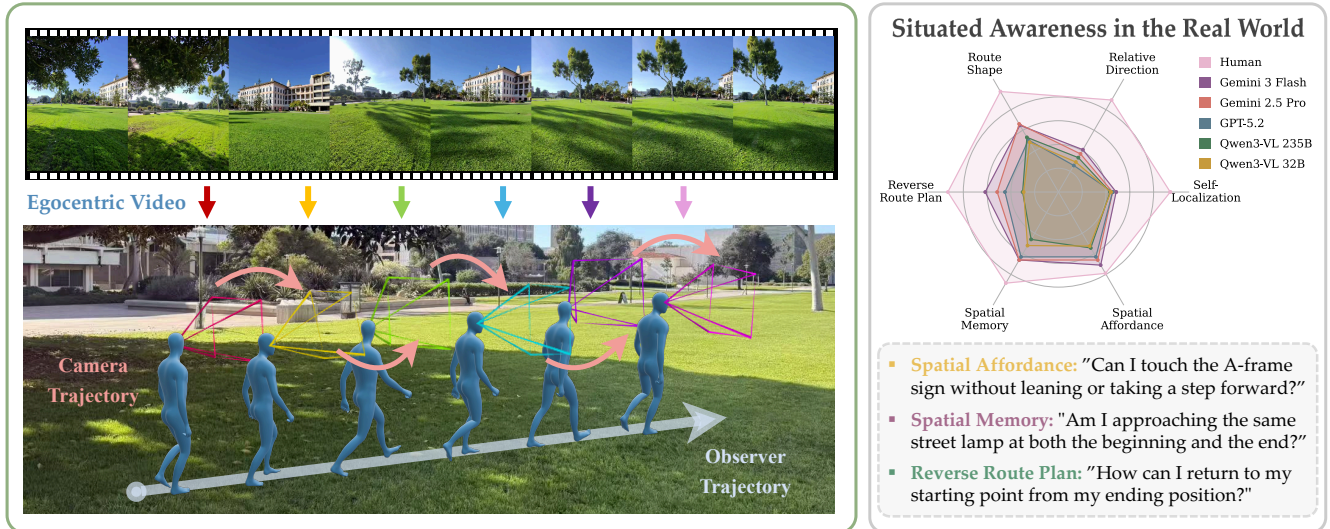 Egocentric Video
Camera
Trajectory
Observer
Trajectory
Situated Awareness in the Real World
Route
Shape
Relative
Direction
Human
Gemini 3 Flash
Gemini 2.5 Pro
GPT-5.2
Qwen3-VL 235B
Qwen3-VL 32B
Reverse
Route Plan
Self-
Localization
Spatial
Memory
Spatial
Affordance
▪ Spatial Affordance: ”Can I touch the A-frame
sign without leaning or taking a step forward?”
▪ Spatial Memory: "Am I approaching the same
street lamp at both the beginning and the end?”
▪ Reverse Route Plan: ”How can I return to my
starting point from my ending position?"